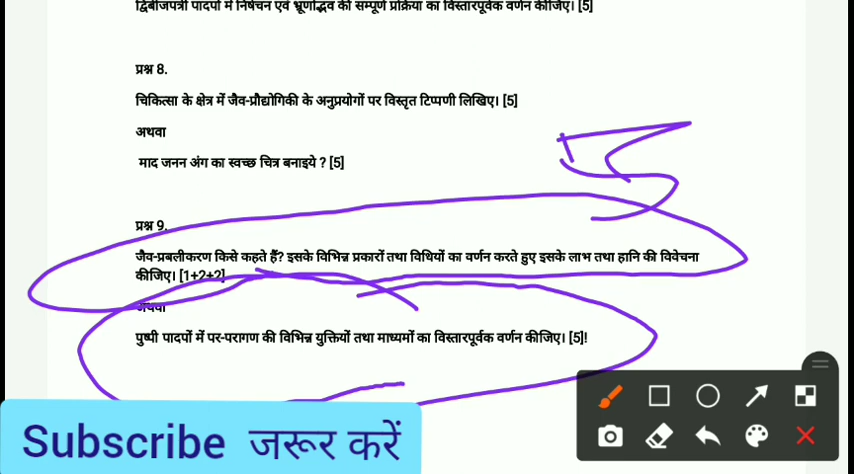 द्विबीजपत्री पादपों में निषेचन एवं भ्रूणोद्भव की सम्पूर्ण प्रक्रिया का विस्तारपूर्वक वर्णन कीजिए। [5]
प्रश्न 8.
चिकित्सा के क्षेत्र में जैव-प्रौद्योगिकी के अनुप्रयोगों पर विस्तृत टिप्पणी लिखिए। [5]
अथवा
माद जनन अंग का स्वच्छ चित्र बनाइये ? [5]
प्रश्न 9.
जैव-प्रबलीकरण किसे कहते हैं? इसके विभिन्न प्रकारों तथा विधियों का वर्णन करते हुए इसके लाभ तथा हानि की विवेचना
कीजिए। [1+2+2]
अथवा
पुष्पी पादपों में पर-परागण की विभिन्न युक्तियों तथा माध्यमों का विस्तारपूर्वक वर्णन कीजिए। [5]!
Subscribe जरूर करें